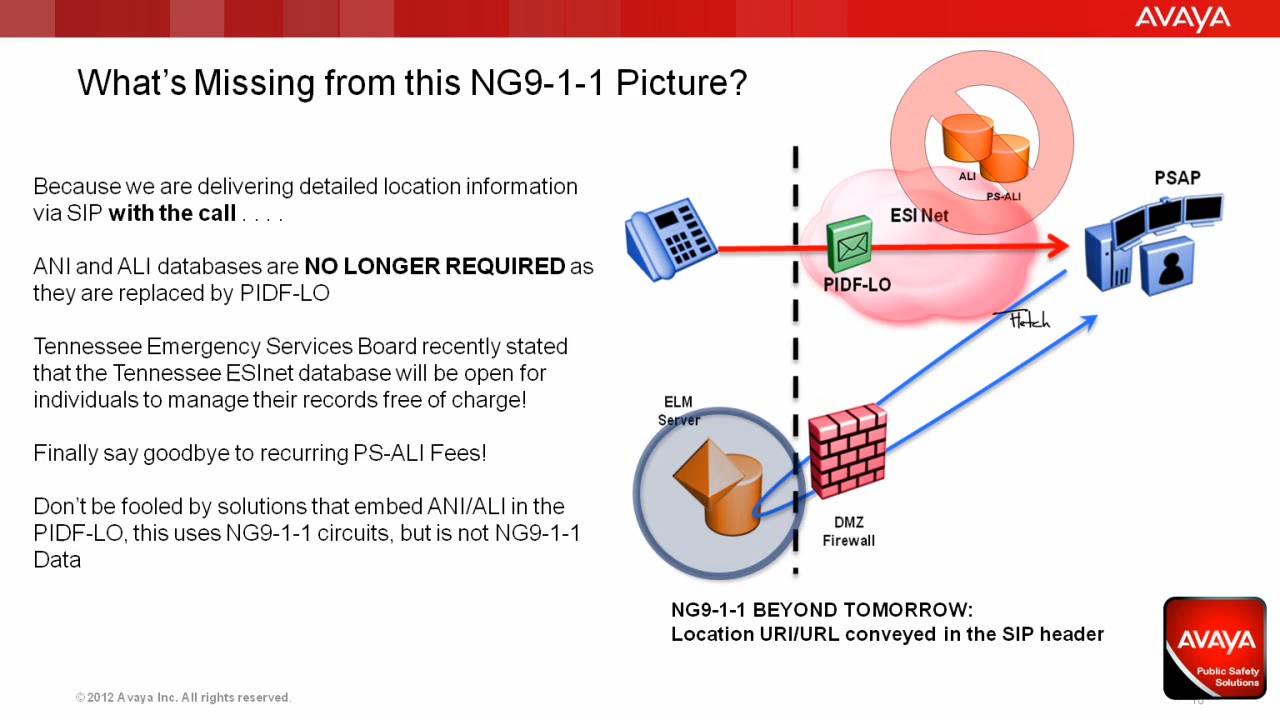 AVAYA
What's Missing from this NG9-1-1 Picture?
Because we are delivering detailed location information
via SIP with the call . . . .
ANI and ALI databases are NO LONGER REQUIRED as
they are replaced by PIDF-LO
Tennessee Emergency Services Board recently stated
that the Tennessee ESInet database will be open for
individuals to manage their records free of charge!
Finally say goodbye to recurring PS-ALI Fees!
Don't be fooled by solutions that embed ANI/ALI in the
PIDF-LO, this uses NG9-1-1 circuits, but is not NG9-1-1
Data
ALI
PS-ALI
PSAP
ESI Net
PIDF-LO
Fletch
ELM
Server
DMZ
Firewall
NG9-1-1 BEYOND TOMORROW:
Location URI/URL conveyed in the SIP header
AVAYA
Public Safety
Solutions
© 2012 Avaya Inc. All rights reserved.